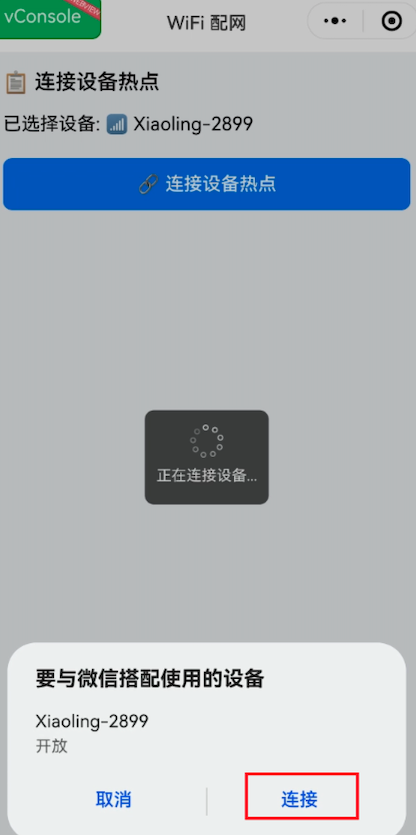 vConsole
WiFi 配网
📋 连接设备热点
已选择设备: 📶 Xiaoling-2899
🔗 连接设备热点
正在连接设备...
要与微信搭配使用的设备
Xiaoling-2899
开放
取消
连接